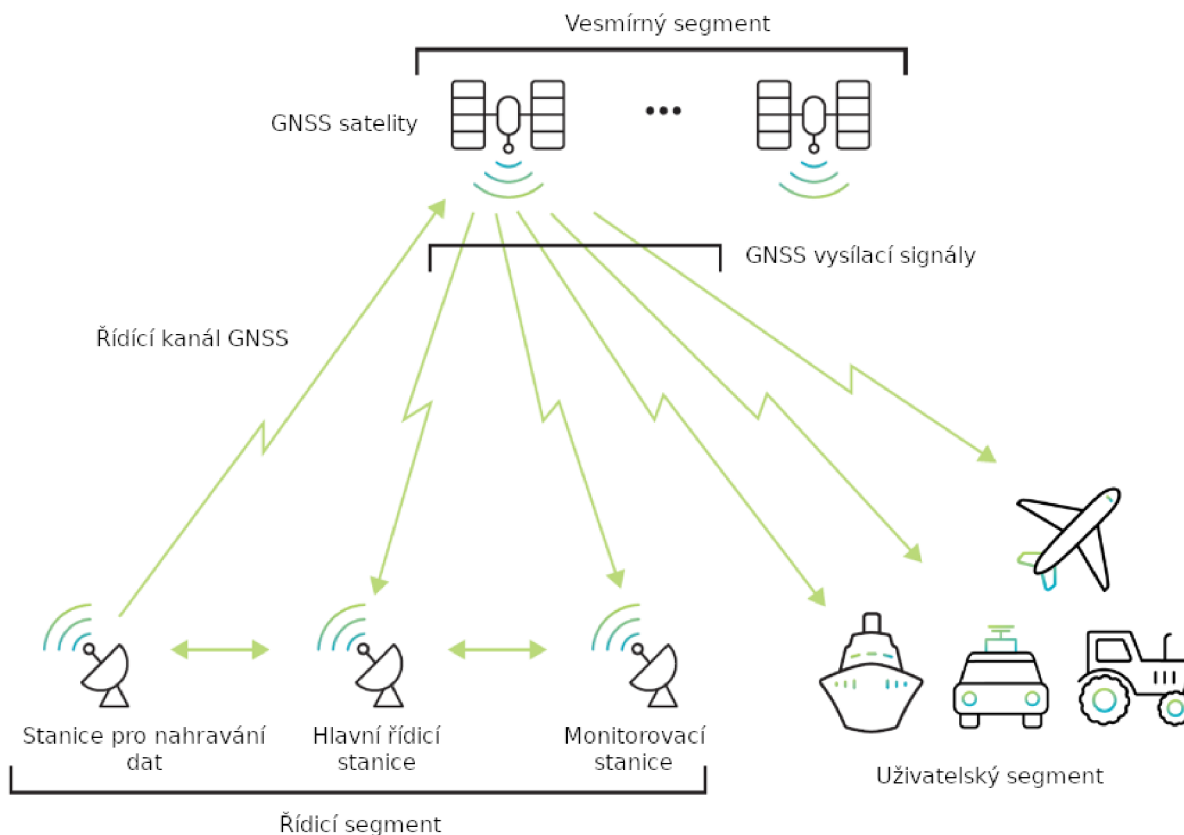 Vesmírný segment
GNSS satelity
GNSS vysílací signály
Řídící kanál GNSS
Stanice pro nahravání
dat
Hlavní řídicí
stanice
Monitorovací
stanice
Uživatelský segment
Řídicí segment